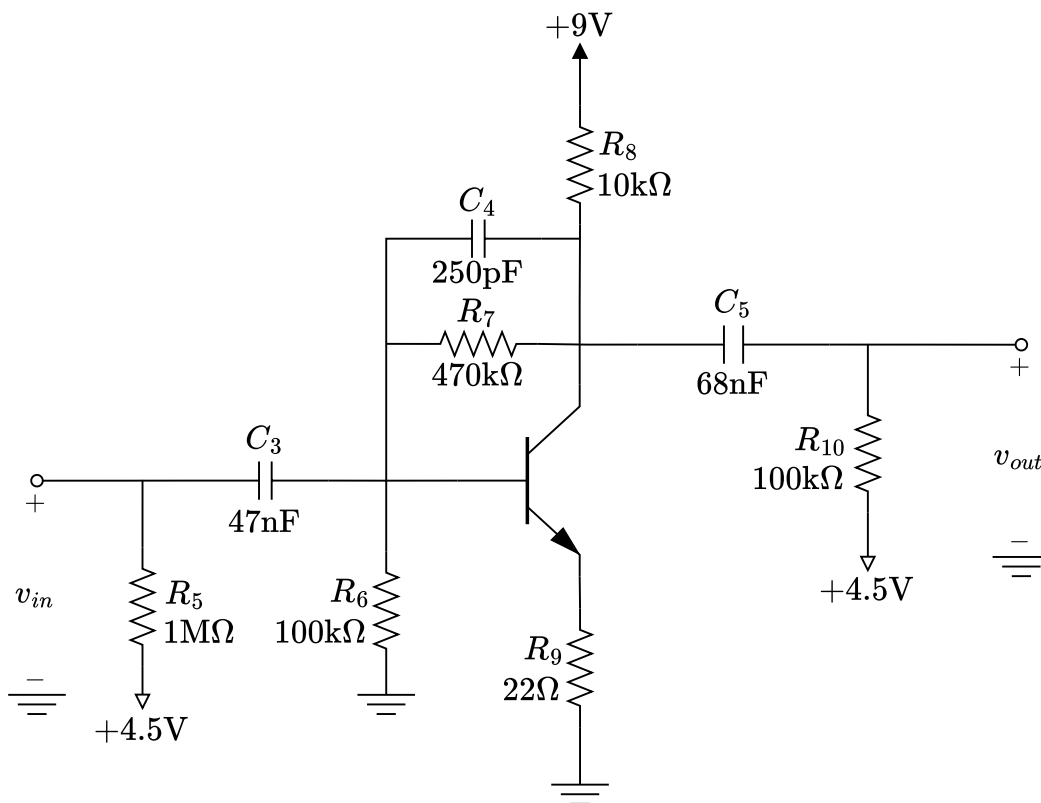 +9V
R8
10kΩ
C4
250pF
R7
470kΩ
C5
68nF
+
C3
47nF
+
R10
100kΩ
vout
−
+4.5V
vin
R5
1MΩ
R6
100kΩ
R9
22Ω
−
+4.5V